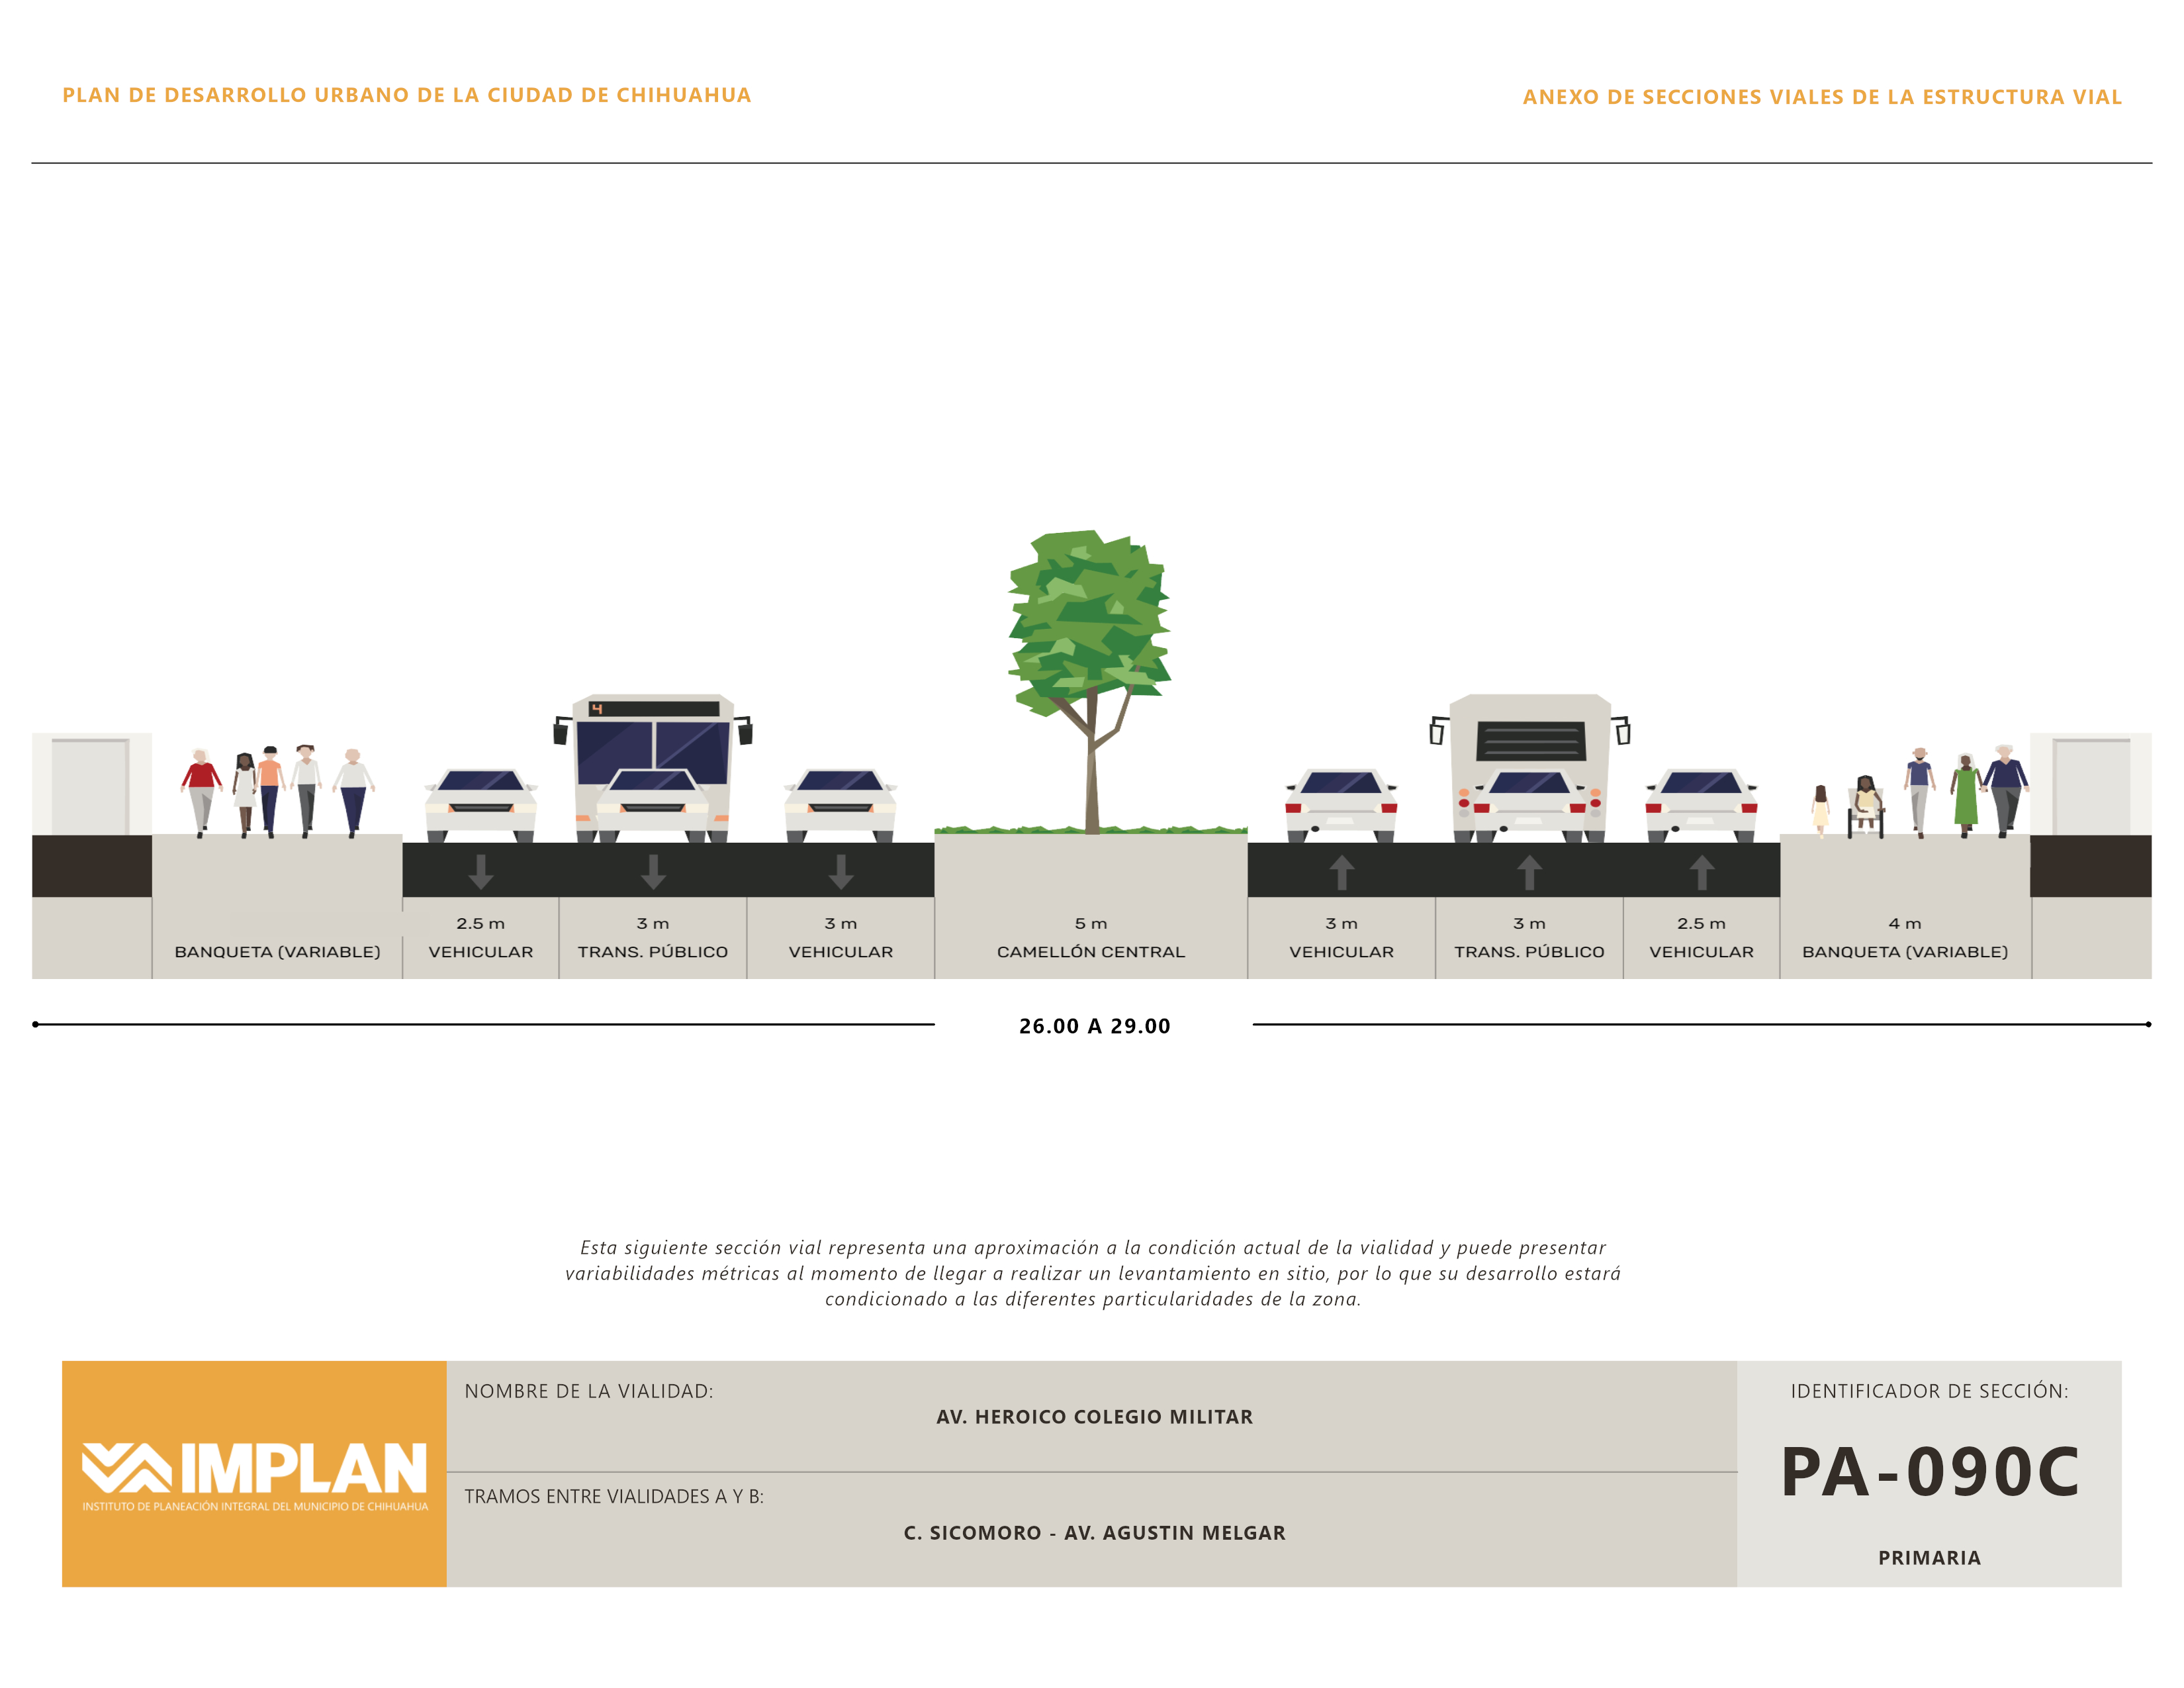 PLAN DE DESARROLLO URBANO DE LA CIUDAD DE CHIHUAHUA
ANEXO DE SECCIONES VIALES DE LA ESTRUCTURA VIAL
4
2.5 m
3 m
3 m
5 m
3 m
3 m
2.5 m
4 m
BANQUETA (VARIABLE)
VEHICULAR
TRANS. PÚBLICO
VEHICULAR
CAMELLÓN CENTRAL
VEHICULAR
TRANS. PÚBLICO
VEHICULAR
BANQUETA (VARIABLE)
26.00 A 29.00
Esta siguiente sección vial representa una aproximación a la condición actual de la vialidad y puede presentar
variabilidades métricas al momento de llegar a realizar un levantamiento en sitio, por lo que su desarrollo estará
condicionado a las diferentes particularidades de la zona.
IMPLAN
INSTITUTO DE PLANEACIÓN INTEGRAL DEL MUNICIPIO DE CHIHUAHUA
NOMBRE DE LA VIALIDAD:
AV. HEROICO COLEGIO MILITAR
TRAMOS ENTRE VIALIDADES A Y B:
C. SICOMORO - AV. AGUSTIN MELGAR
IDENTIFICADOR DE SECCIÓN:
PA-090C
PRIMARIA